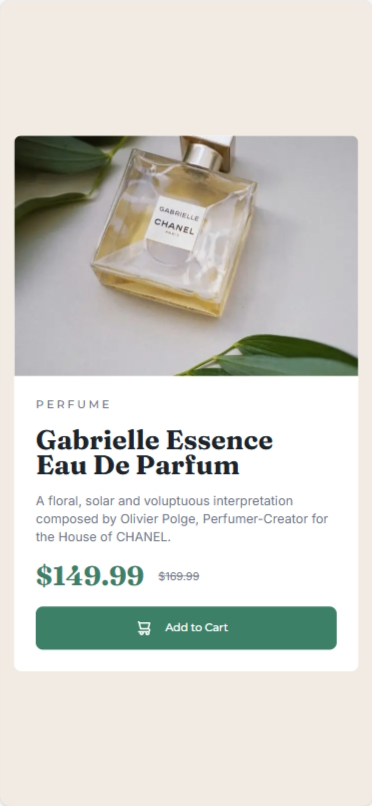 GABRIELLE
CHANEL
PARIS
PERFUME
Gabrielle Essence
Eau De Parfum
A floral, solar and voluptuous interpretation
composed by Olivier Polge, Perfumer-Creator for
the House of CHANEL.
$149.99 $169.99
Add to Cart